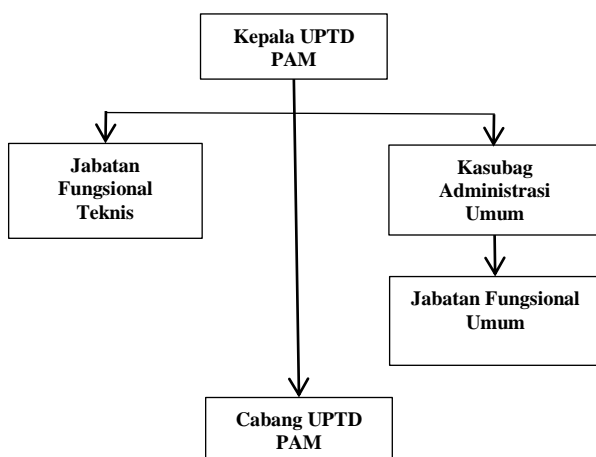 Kepala UPTD
PAM
Jabatan
Fungsional
Teknis
Kasubag
Administrasi
Umum
Jabatan Fungsional
Umum
Cabang UPTD
PAM